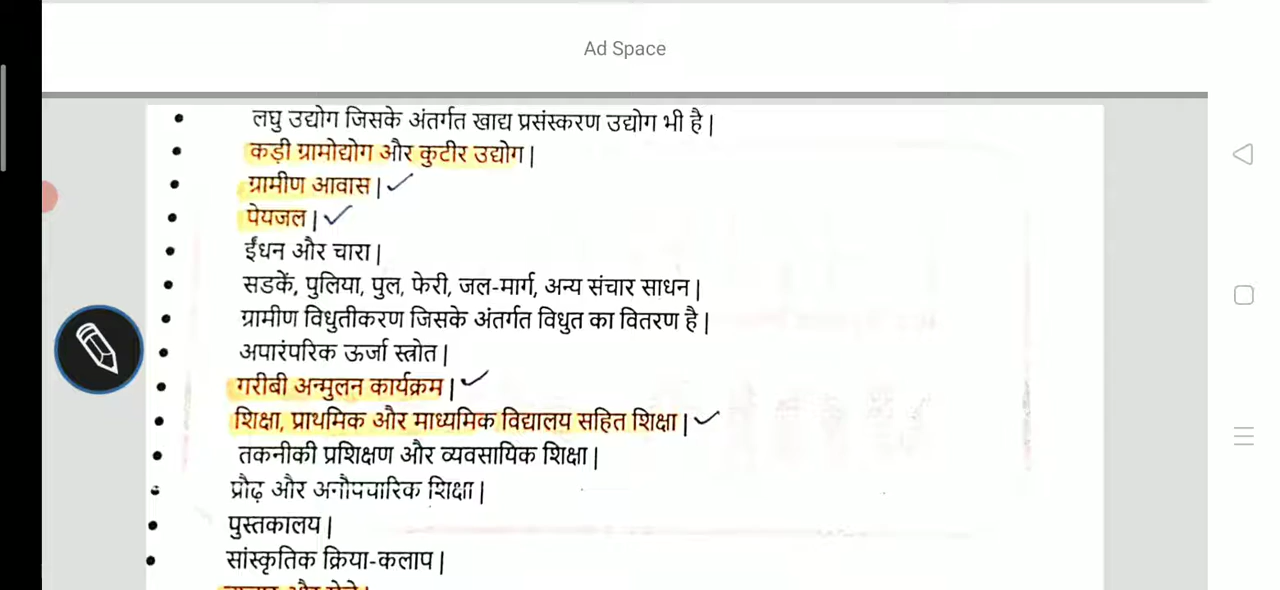 Ad Space
लघु उद्योग जिसके अंतर्गत खाद्य प्रसंस्करण उद्योग भी है |
कड़ी ग्रामोद्योग और कुटीर उद्योग |
ग्रामीण आवास |
पेयजल |
ईंधन और चारा |
सडकें, पुलिया, पुल, फेरी, जल-मार्ग, अन्य संचार साधन |
ग्रामीण विधुतीकरण जिसके अंतर्गत विधुत का वितरण है |
अपारंपरिक ऊर्जा स्त्रोत |
गरीबी अन्मुलन कार्यक्रम |
शिक्षा, प्राथमिक और माध्यमिक विद्यालय सहित शिक्षा |
तकनीकी प्रशिक्षण और व्यवसायिक शिक्षा |
प्रौढ़ और अनौपचारिक शिक्षा |
पुस्तकालय |
सांस्कृतिक क्रिया-कलाप |